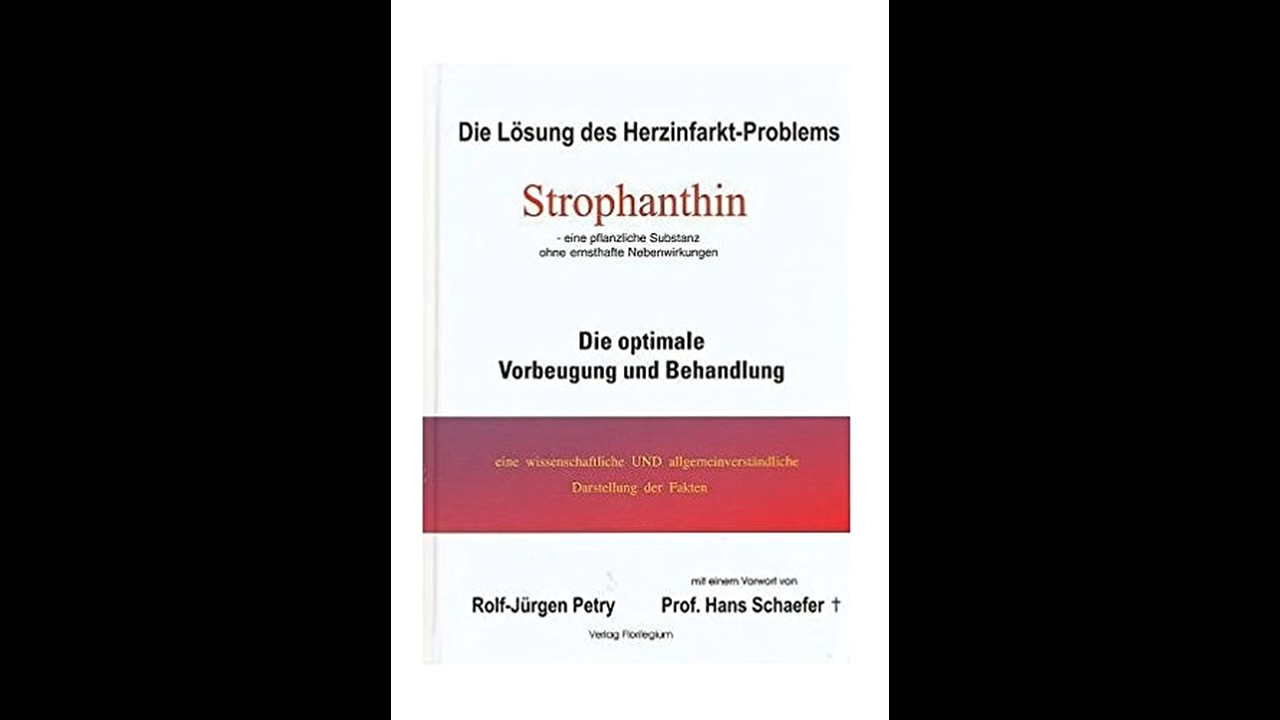 Die Lösung des Herzinfarkt-Problems
Strophanthin
- eine pflanzliche Substanz
ohne ernsthafte Nebenwirkungen
Die optimale
Vorbeugung und Behandlung
eine wissenschaftliche UND allgemeinverständliche
Darstellung der Fakten
mit einem Vorwort von
Rolf-Jürgen Petry Prof. Hans Schaefer †
Verlag Florilegium